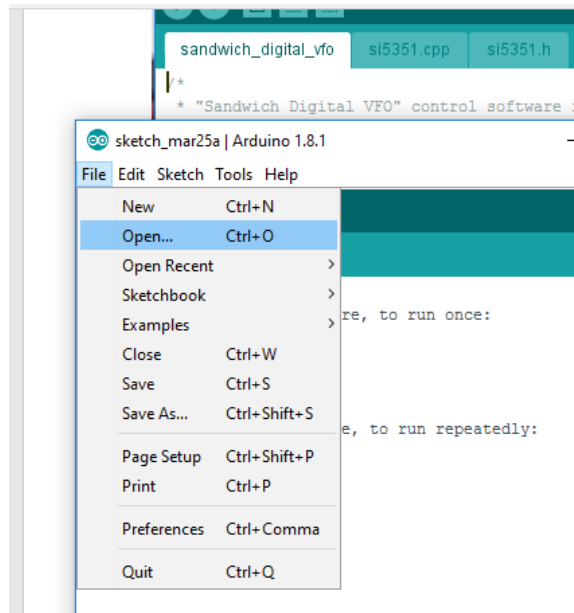 sandwich_digital_vfo si5351.cpp si5351.h
/*
* "Sandwich Digital VFO" control software
sketch_mar25a | Arduino 1.8.1
File Edit Sketch Tools Help
New Ctrl+N
Open... Ctrl+O
Open Recent
Sketchbook
Examples
re, to run once:
Close Ctrl+W
Save Ctrl+S
Save As... Ctrl+Shift+S
e, to run repeatedly:
Page Setup Ctrl+Shift+P
Print Ctrl+P
Preferences Ctrl+Comma
Quit Ctrl+Q